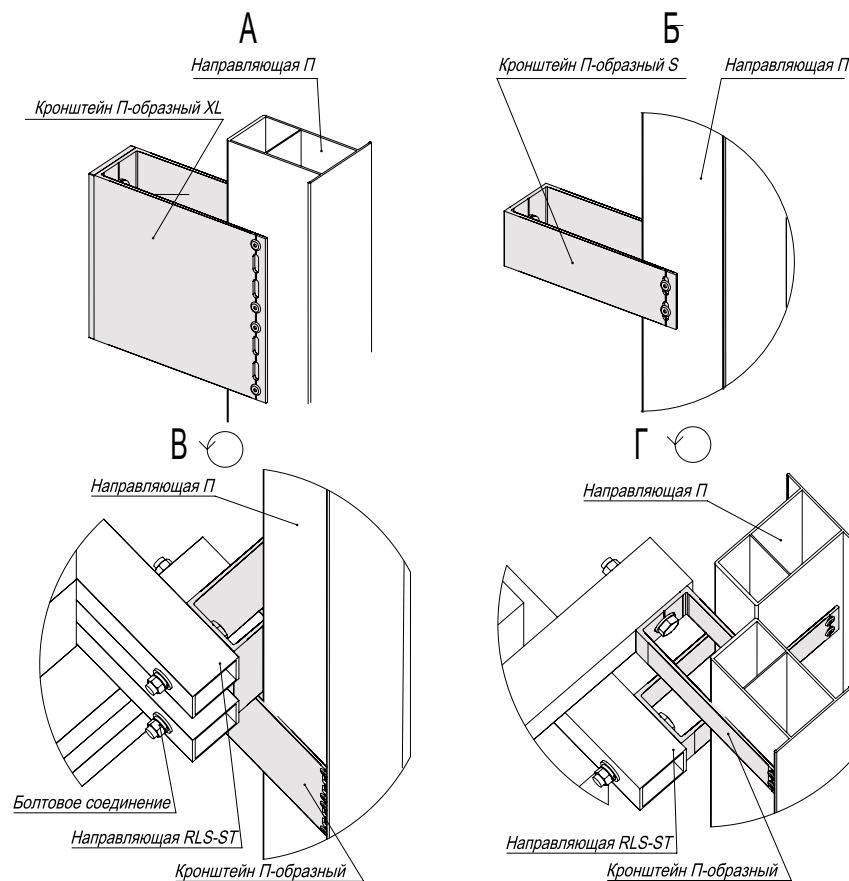 А
Направляющая П
Кронштейн П-образный XL
Б
Кронштейн П-образный S
Направляющая П
В
Направляющая П
Болтовое соединение
Направляющая RLS-ST
Кронштейн П-образный
Г
Направляющая П
Направляющая RLS-ST
Кронштейн П-образный